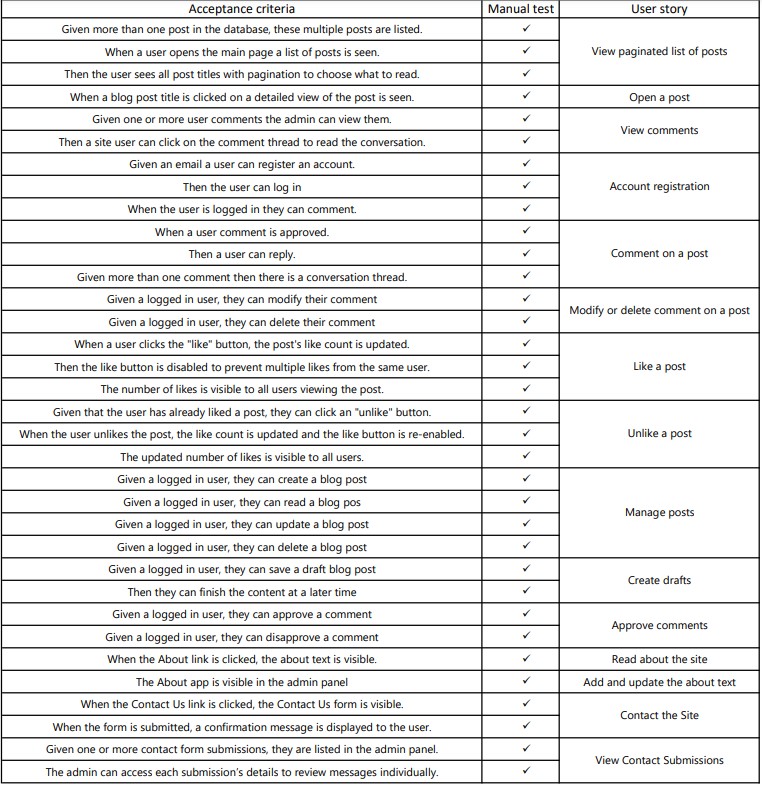 Acceptance criteria Manual test User story
Given more than one post in the database, these multiple posts are listed. ✓
When a user opens the main page a list of posts is seen. ✓ View paginated list of posts
Then the user sees all post titles with pagination to choose what to read. ✓
When a blog post title is clicked on a detailed view of the post is seen. ✓ Open a post
Given one or more user comments the admin can view them. ✓
View comments
Then a site user can click on the comment thread to read the conversation. ✓
Given an email a user can register an account. ✓
Then the user can log in ✓ Account registration
When the user is logged in they can comment. ✓
When a user comment is approved. ✓
Then a user can reply. ✓ Comment on a post
Given more than one comment then there is a conversation thread. ✓
Given a logged in user, they can modify their comment ✓
Modify or delete comment on a post
Given a logged in user, they can delete their comment ✓
When a user clicks the "like" button, the post's like count is updated. ✓
Then the like button is disabled to prevent multiple likes from the same user. ✓ Like a post
The number of likes is visible to all users viewing the post. ✓
Given that the user has already liked a post, they can click an "unlike" button. ✓
When the user unlikes the post, the like count is updated and the like button is re-enabled. ✓ Unlike a post
The updated number of likes is visible to all users. ✓
Given a logged in user, they can create a blog post ✓
Given a logged in user, they can read a blog pos ✓
Manage posts
Given a logged in user, they can update a blog post ✓
Given a logged in user, they can delete a blog post ✓
Given a logged in user, they can save a draft blog post ✓
Create drafts
Then they can finish the content at a later time ✓
Given a logged in user, they can approve a comment ✓
Approve comments
Given a logged in user, they can disapprove a comment ✓
When the About link is clicked, the about text is visible. ✓ Read about the site
The About app is visible in the admin panel ✓ Add and update the about text
When the Contact Us link is clicked, the Contact Us form is visible. ✓
Contact the Site
When the form is submitted, a confirmation message is displayed to the user. ✓
Given one or more contact form submissions, they are listed in the admin panel. ✓
View Contact Submissions
The admin can access each submission's details to review messages individually. ✓